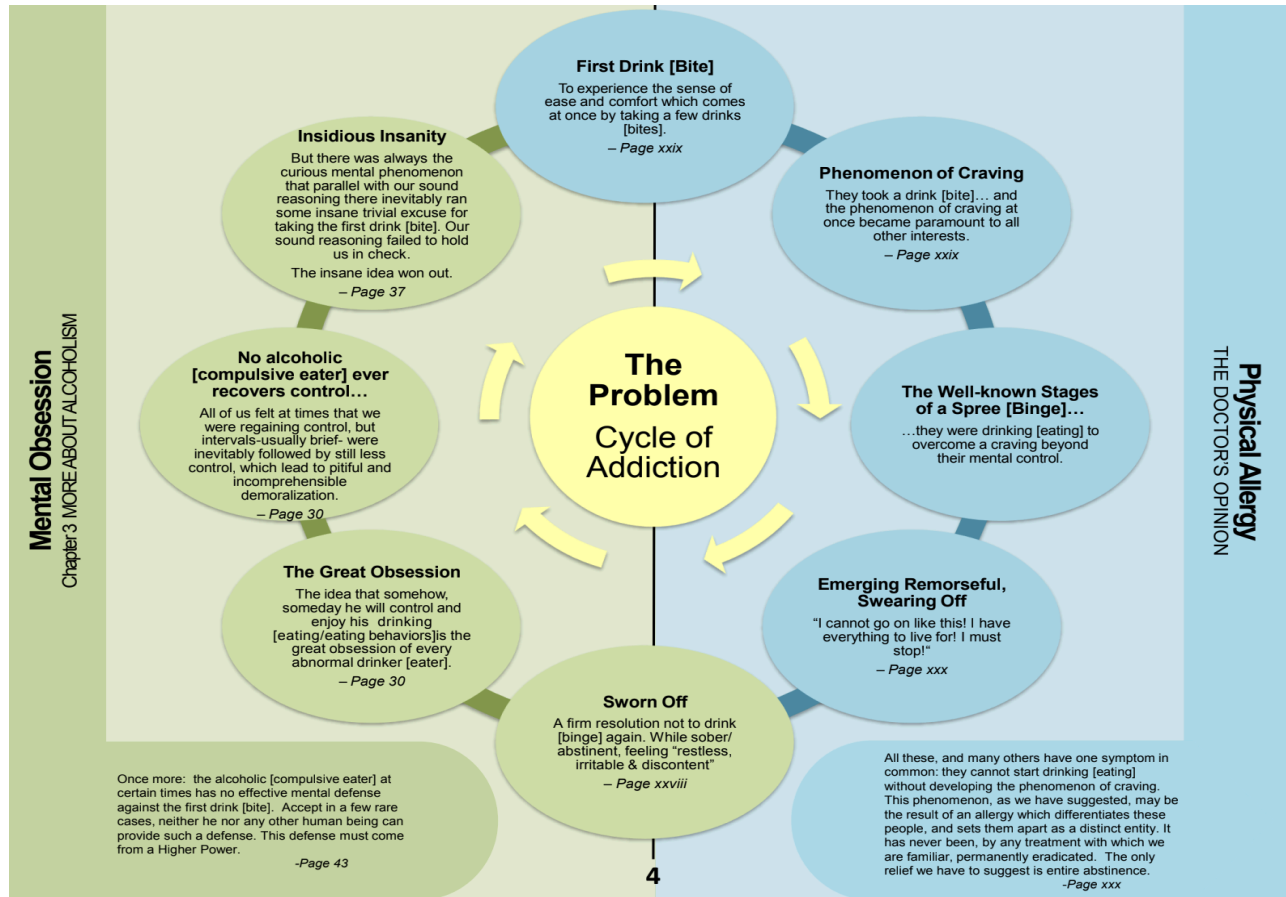 Mental Obsession
Chapter 3 MORE ABOUT ALCOHOLISM
First Drink [Bite]
To experience the sense of
ease and comfort which comes
at once by taking a few drinks
[bites].
– Page xxix
Phenomenon of Craving
They took a drink [bite]… and
the phenomenon of craving at
once became paramount to all
other interests.
– Page xxix
The Well-known Stages
of a Spree [Binge]…
…they were drinking [eating] to
overcome a craving beyond
their mental control.
Emerging Remorseful,
Swearing Off
“I cannot go on like this! I have
everything to live for! I must
stop!“
– Page xxx
Sworn Off
A firm resolution not to drink
[binge] again. While sober/
abstinent, feeling “restless,
irritable & discontent”
– Page xxviii
The Great Obsession
The idea that somehow,
someday he will control and
enjoy his drinking
[eating/eating behaviors]is the
great obsession of every
abnormal drinker [eater].
– Page 30
No alcoholic
[compulsive eater] ever
recovers control…
All of us felt at times that we
were regaining control, but
intervals-usually brief- were
inevitably followed by still less
control, which lead to pitiful and
incomprehensible
demoralization.
– Page 30
Insidious Insanity
But there was always the
curious mental phenomenon
that parallel with our sound
reasoning there inevitably ran
some insane trivial excuse for
taking the first drink [bite]. Our
sound reasoning failed to hold
us in check.
The insane idea won out.
– Page 37
The
Problem
Cycle of
Addiction
Physical Allergy
THE DOCTOR'S OPINION
Once more: the alcoholic [compulsive eater] at
certain times has no effective mental defense
against the first drink [bite]. Accept in a few rare
cases, neither he nor any other human being can
provide such a defense. This defense must come
from a Higher Power.
-Page 43
All these, and many others have one symptom in
common: they cannot start drinking [eating]
without developing the phenomenon of craving.
This phenomenon, as we have suggested, may be
the result of an allergy which differentiates these
people, and sets them apart as a distinct entity. It
has never been, by any treatment with which we
are familiar, permanently eradicated. The only
relief we have to suggest is entire abstinence.
-Page xxx
4